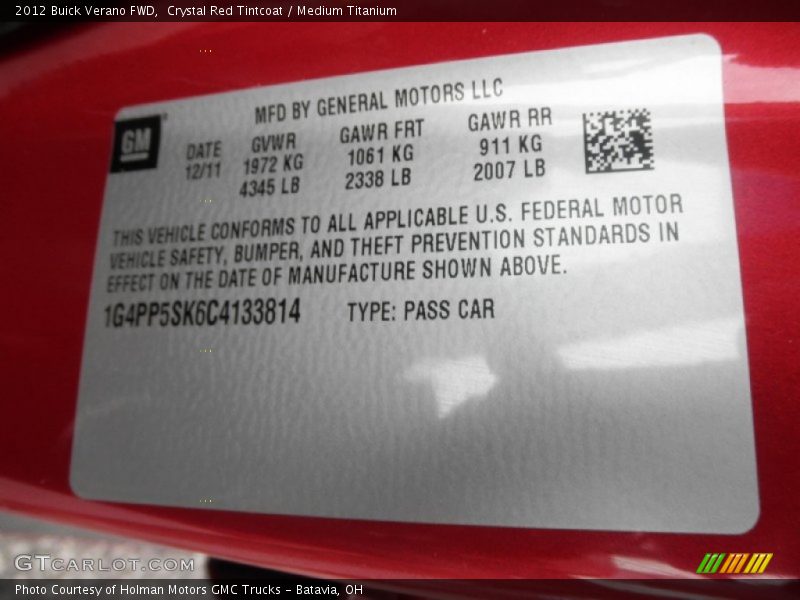 2012 Buick Verano FWD,  Crystal Red Tintcoat / Medium Titanium
MFD BY GENERAL MOTORS LLC
GM
DATE GVWR GAWR FRT GAWR RR
12/11 1972 KG 1061 KG 911 KG
4345 LB 2338 LB 2007 LB
THIS VEHICLE CONFORMS TO ALL APPLICABLE U.S. FEDERAL MOTOR
VEHICLE SAFETY, BUMPER, AND THEFT PREVENTION STANDARDS IN
EFFECT ON THE DATE OF MANUFACTURE SHOWN ABOVE.
1G4PP5SK6C4133814 TYPE: PASS CAR
GTCARLOT.COM
Photo Courtesy of Holman Motors GMC Trucks - Batavia, OH